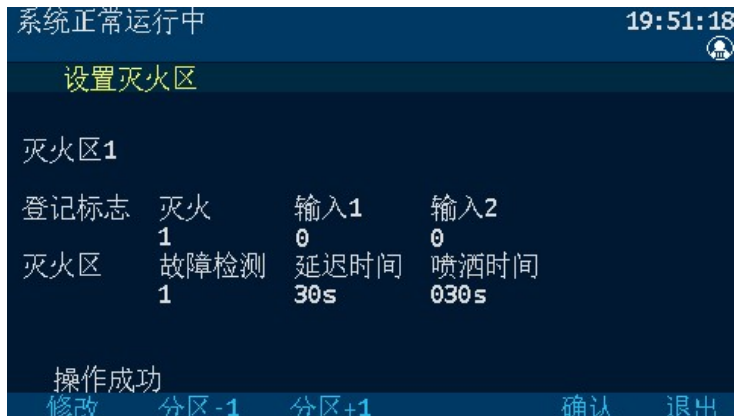 系统正常运行中 19:51:18
设置灭火区
灭火区1
登记标志 灭火 输入1 输入2
1 0 0
灭火区 故障检测 延迟时间 喷洒时间
1 30s 030s
操作成功
修改 分区-1 分区+1 确认 退出